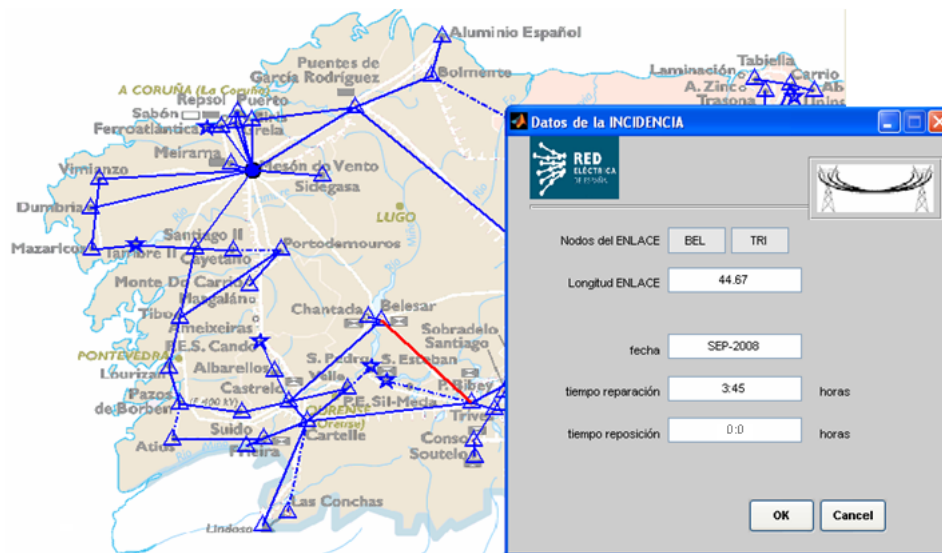 Aluminio Español
Puentes de
García Rodríguez
Bolmente
Tabiella
Laminación
Carrio
A. Zinc
Trasona
A CORUÑA (La Coruña)
Repsol
Puerto
Sabón
Ferroatlántica
Grela
Meirama
Mesón do Vento
Sidegasa
Vimianzo
Dumbria
Mazaricos
Tambre II
Santiago II
Cayetano
Portodemouros
LUGO
Monte Do Carrio
Masgalán
Tibo
Ameixeiras
P.E.S. Cando
PONTEVEDRA
Lourizan
Albarellos
Pazos
de Borbén
Castrelo
Chantada
Belesar
Sobradelo
Santiago
S. Pedro
S. Esteban
Velle
P.E. Sil-Meda
P. Bibey
Trives
OURENSE
(Orense)
Cartelle
Suido
Atios
Frieira
Conso
Soutelo
Las Conchas
Lindoso
Datos de la INCIDENCIA
RED
ELÉCTRICA
DE ESPAÑA
Nodos del ENLACE BEL TRI
Longitud ENLACE 44.67
fecha SEP-2008
tiempo reparación 3:45 horas
tiempo reposición 0:0 horas
OK Cancel